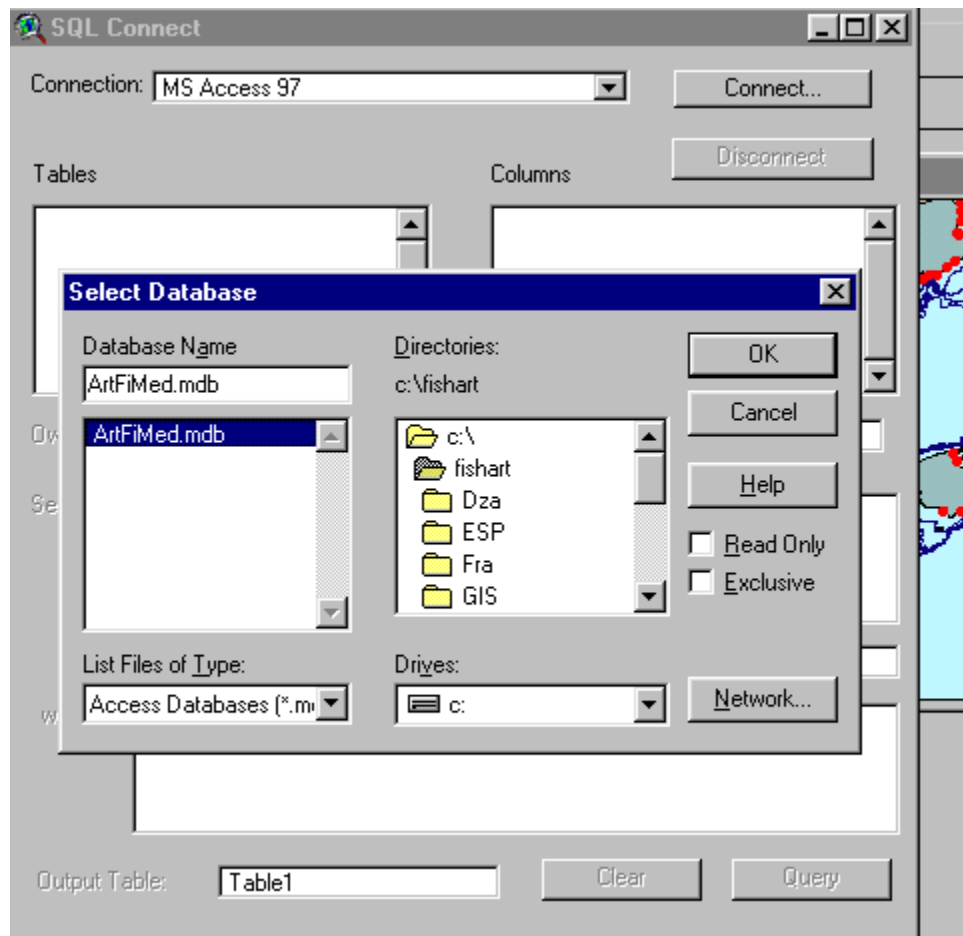 SQL Connect
Connection: MS Access 97
Connect...
Disconnect
Tables
Columns
Select Database
Database Name
ArtFiMed.mdb
ArtFiMed.mdb
Directories:
c:\fishart
c:\
fishart
Dza
ESP
Fra
GIS
OK
Cancel
Help
Read Only
Exclusive
List Files of Type:
Access Databases (*.m
Drives:
c:
Network...
Ow
Se
w
Output Table: Table1
Clear
Query